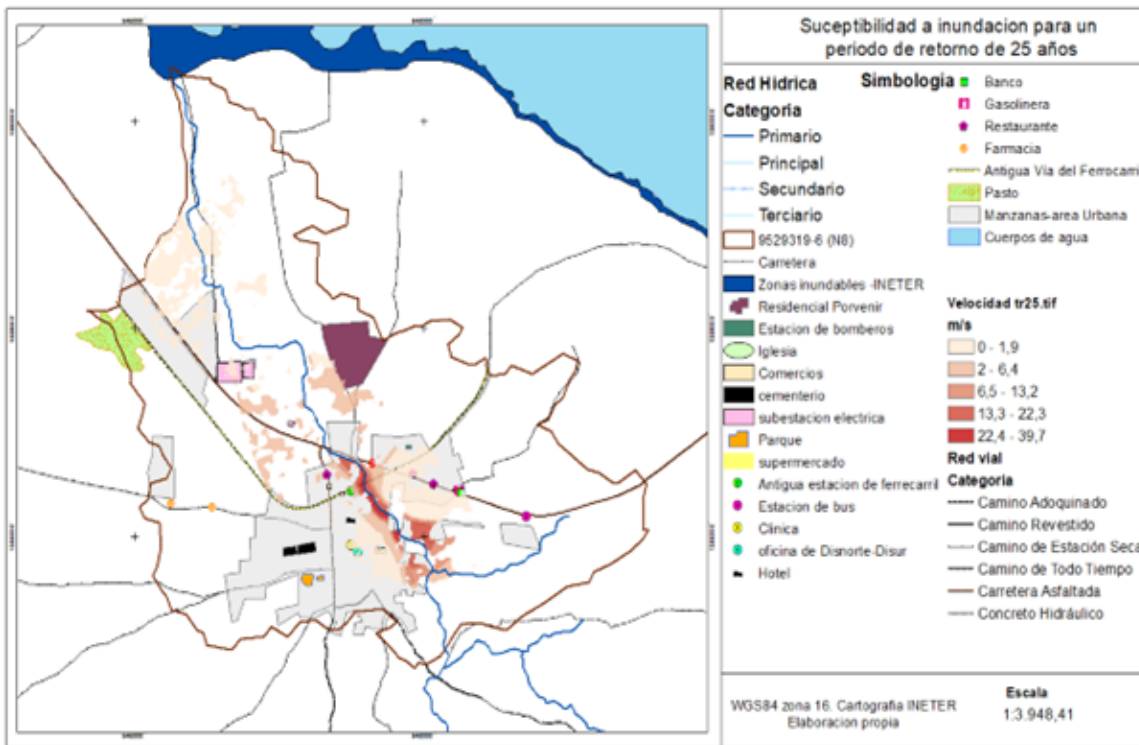 Suceptibilidad a inundacion para un
periodo de retorno de 25 años
Red Hidrica
Categoria
Primario
Principal
Secundario
Terciario
9529319-6 (N8)
Carretera
Zonas inundables -INETER
Residencial Porvenir
Estacion de bomberos
Iglesia
Comercios
cementerio
subestacion electrica
Parque
supermercado
Antigua estacion de ferecarril
Estacion de bus
Clinica
oficina de Disnorte-Disur
Hotel
Simbologia
Banco
Gasolinera
Restaurante
Farmacia
Antigua Vía del Ferrocarri
Pasto
Manzanas-area Urbana
Cuerpos de agua
Velocidad tr25.tif
m/s
0 - 1,9
2 - 6,4
6,5 - 13,2
13,3 - 22,3
22,4 - 39,7
Red vial
Categoria
Camino Adoquinado
Camino Revestido
Camino de Estación Seca
Camino de Todo Tiempo
Carretera Asfaltada
Concreto Hidráulico
WGS84 zona 16. Cartografia INETER
Elaboracion propia
Escala
1:3.948,41